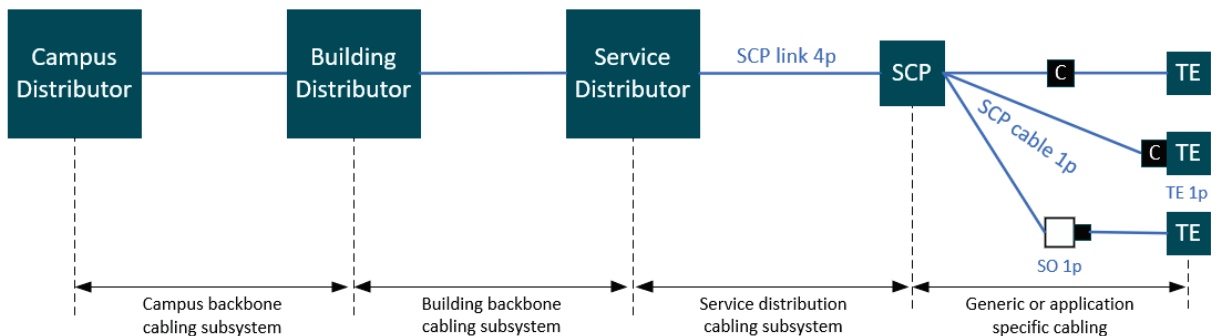 Campus
Distributor
Building
Distributor
Service
Distributor
SCP link 4p
SCP
C
TE
SCP cable 1p
C
TE
TE 1p
TE
SO 1p
Campus backbone
cabling subsystem
Building backbone
cabling subsystem
Service distribution
cabling subsystem
Generic or application
specific cabling